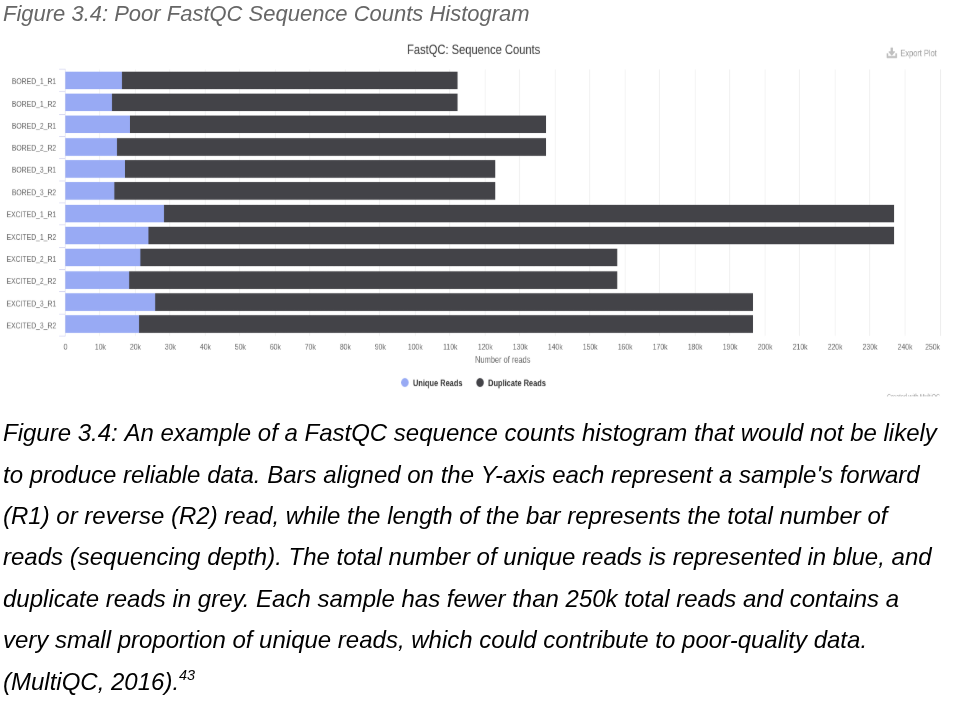 Figure 3.4: Poor FastQC Sequence Counts Histogram
FastQC: Sequence Counts
Export Plot
BORED_1_R1
BORED_1_R2
BORED_2_R1
BORED_2_R2
BORED_3_R1
BORED_3_R2
EXCITED_1_R1
EXCITED_1_R2
EXCITED_2_R1
EXCITED_2_R2
EXCITED_3_R1
EXCITED_3_R2
0 10k 20k 30k 40k 50k 60k 70k 80k 90k 100k 110k 120k 130k 140k 150k 160k 170k 180k 190k 200k 210k 220k 230k 240k 250k
Number of reads
Unique Reads Duplicate Reads
Created with MultiQC
Figure 3.4: An example of a FastQC sequence counts histogram that would not be likely
to produce reliable data. Bars aligned on the Y-axis each represent a sample's forward
(R1) or reverse (R2) read, while the length of the bar represents the total number of
reads (sequencing depth). The total number of unique reads is represented in blue, and
duplicate reads in grey. Each sample has fewer than 250k total reads and contains a
very small proportion of unique reads, which could contribute to poor-quality data.
(MultiQC, 2016).43